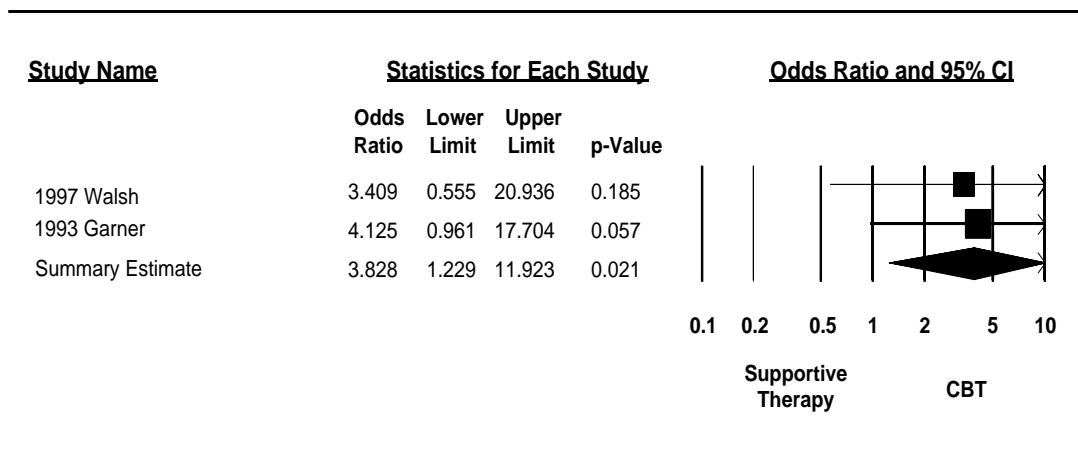 Study Name Statistics for Each Study Odds Ratio and 95% CI
Odds Lower Upper
Ratio Limit Limit p-Value
1997 Walsh 3.409 0.555 20.936 0.185
1993 Garner 4.125 0.961 17.704 0.057
Summary Estimate 3.828 1.229 11.923 0.021
0.1 0.2 0.5 1 2 5 10
Supportive
Therapy
CBT